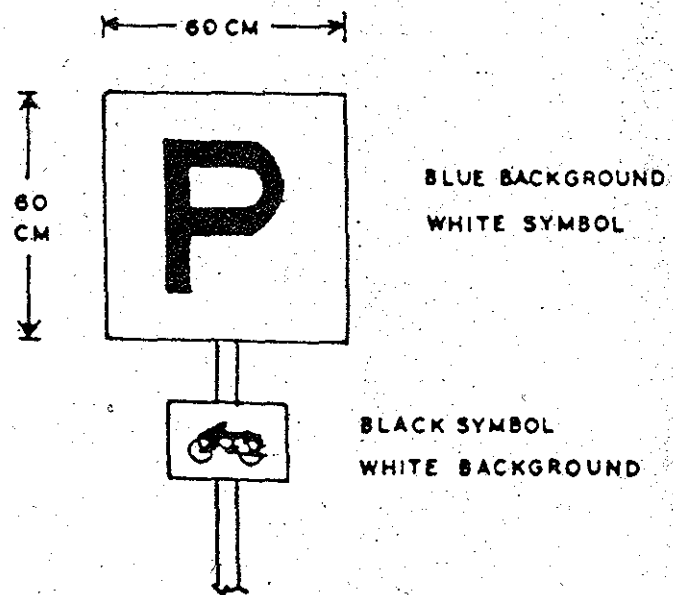 60 CM
60
CM
P
BLUE BACKGROUND
WHITE SYMBOL
BLACK SYMBOL
WHITE BACKGROUND